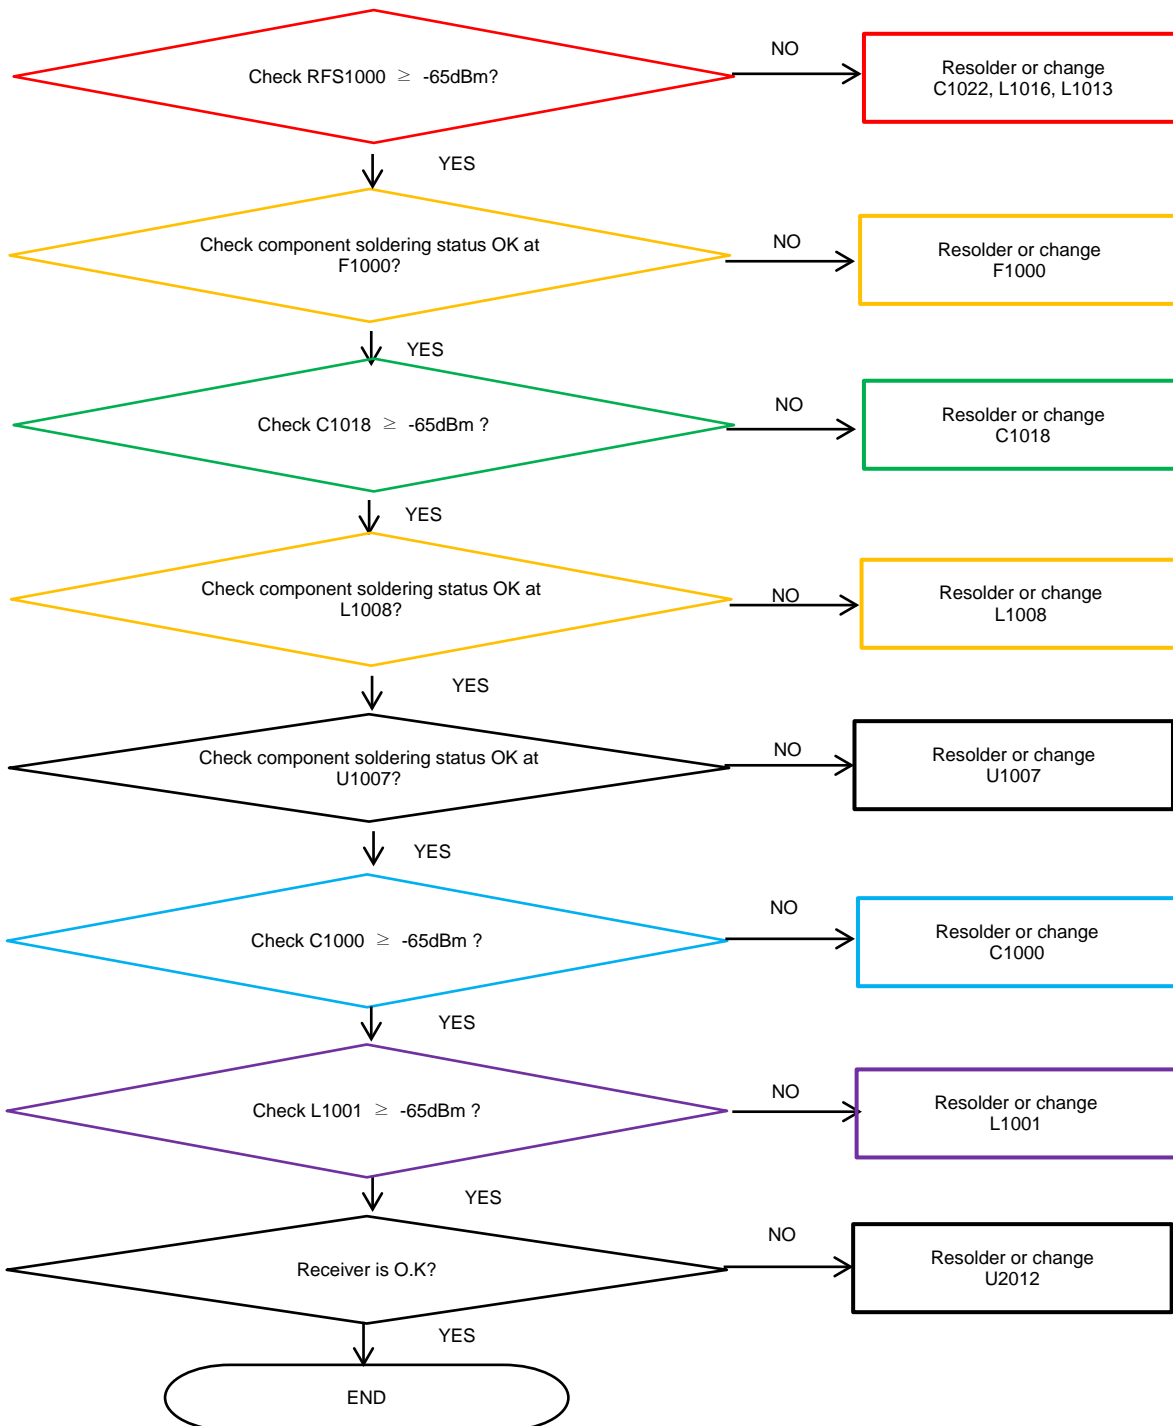 Check RFS1000 ≥ -65dBm?
NO
Resolder or change
C1022, L1016, L1013
YES
Check component soldering status OK at
F1000?
NO
Resolder or change
F1000
YES
Check C1018 ≥ -65dBm ?
NO
Resolder or change
C1018
YES
Check component soldering status OK at
L1008?
NO
Resolder or change
L1008
YES
Check component soldering status OK at
U1007?
NO
Resolder or change
U1007
YES
Check C1000 ≥ -65dBm ?
NO
Resolder or change
C1000
YES
Check L1001 ≥ -65dBm ?
NO
Resolder or change
L1001
YES
Receiver is O.K?
NO
Resolder or change
U2012
YES
END